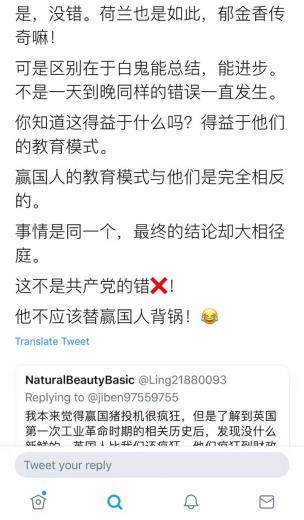 是，没错。荷兰也是如此，郁金香传
奇嘛！
可是区别在于白鬼能总结，能进步。
不是一天到晚同样的错误一直发生。
你知道这得益于什么吗？得益于他们
的教育模式。
赢国人的教育模式与他们是完全相反
的。
事情是同一个，最终的结论却大相径
庭。
这不是共产党的错❌！
他不应该替赢国人背锅！😂
Translate Tweet
NaturalBeautyBasic @Ling21880093
Replying to @jiben97559755
我本来觉得赢国猪投机很疯狂，但是了解到英国
第一次工业革命时期的相关历史后，发现没什么
新鲜的，英国人比我们还疯狂，他们疯狂到财政
Tweet your reply